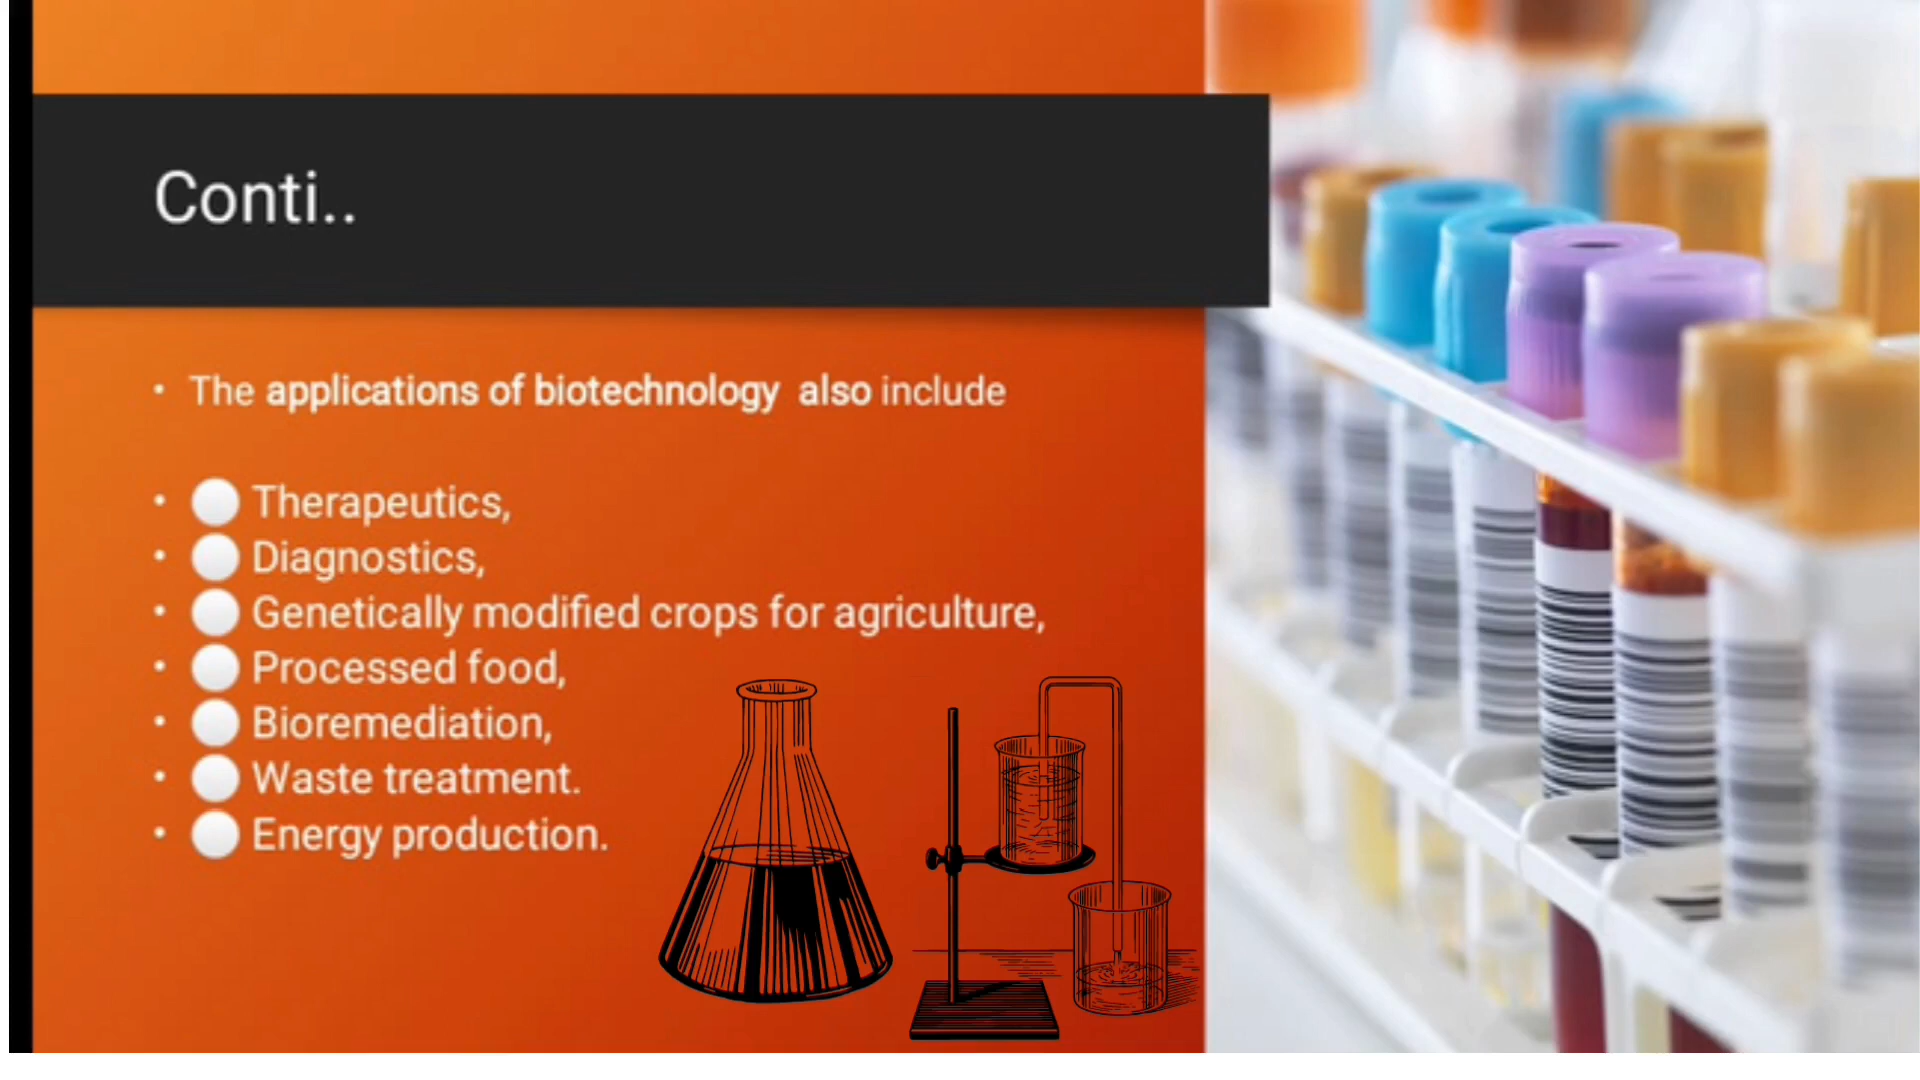 Conti..
• The applications of biotechnology also include
• ⚪ Therapeutics,
• ⚪ Diagnostics,
• ⚪ Genetically modified crops for agriculture,
• ⚪ Processed food,
• ⚪ Bioremediation,
• ⚪ Waste treatment.
• ⚪ Energy production.